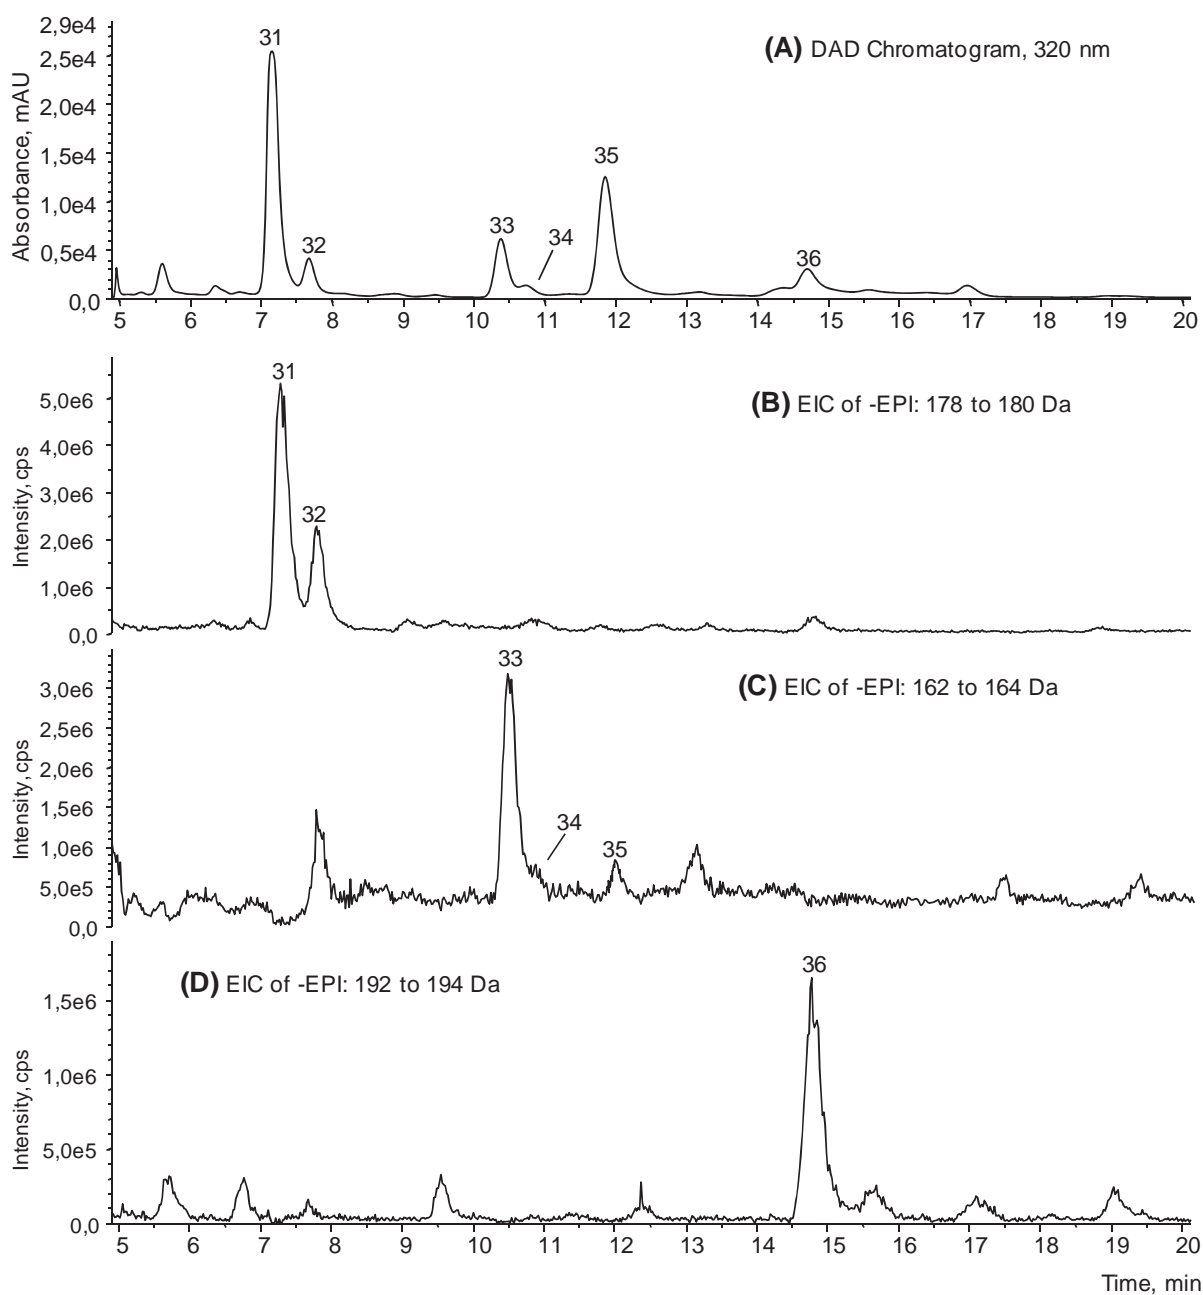 2,9e4
31
(A) DAD Chromatogram, 320 nm
2,5e4
2,0e4
35
1,5e4
1,0e4
33
34
32
36
0,5e4
0,0
Absorbance, mAU
5 6 7 8 9 10 11 12 13 14 15 16 17 18 19 20
31
(B) EIC of -EPI: 178 to 180 Da
5,0e6
4,0e6
3,0e6
32
2,0e6
1,0e6
0,0
Intensity, cps
33
(C) EIC of -EPI: 162 to 164 Da
3,0e6
2,5e6
2,0e6
1,5e6
34
1,0e6
35
5,0e5
0,0
Intensity, cps
36
(D) EIC of -EPI: 192 to 194 Da
1,5e6
1,0e6
5,0e5
0,0
Intensity, cps
5 6 7 8 9 10 11 12 13 14 15 16 17 18 19 20
Time, min